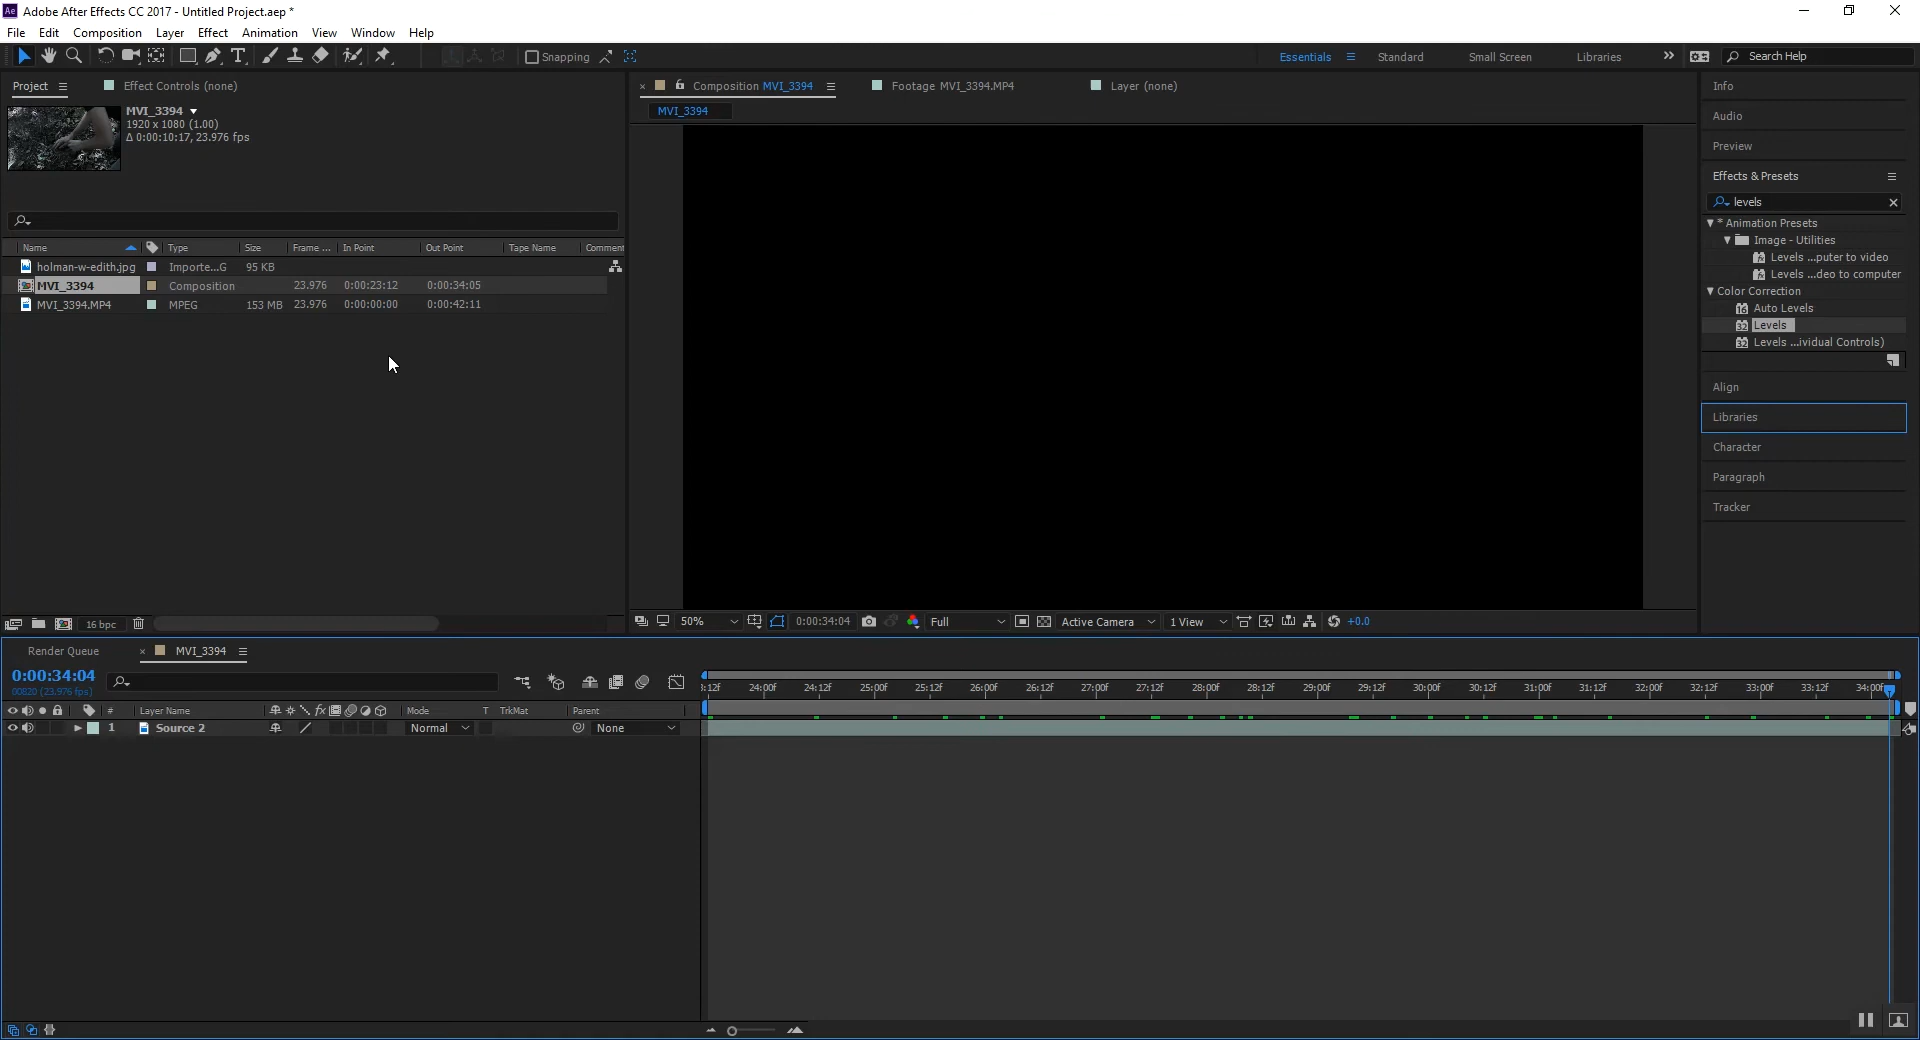 Ae Adobe After Effects CC 2017 - Untitled Project.aep *
File Edit Composition Layer Effect Animation View Window Help
Snapping Essentials Standard Small Screen Libraries Search Help
Project Effect Controls (none)
MVI_3394
1920 x 1080 (1.00)
Δ 0:00:10:17, 23.976 fps
Name Type Size Frame ... In Point Out Point Tape Name Comment
holman-w-edith.jpg Importe...G 95 KB
MVI_3394 Composition 23.976 0:00:23:12 0:00:34:05
MVI_3394.MP4 MPEG 153 MB 23.976 0:00:00:00 0:00:42:11
16 bpc
Composition MVI_3394 Footage MVI_3394.MP4 Layer (none)
MVI_3394
50% 0:00:34:04 Full Active Camera 1 View +0.0
Info
Audio
Preview
Effects & Presets
levels
* Animation Presets
Image - Utilities
Levels ...puter to video
Levels ...deo to computer
Color Correction
16 Auto Levels
32 Levels
32 Levels ...ividual Controls)
Align
Libraries
Character
Paragraph
Tracker
Render Queue MVI_3394
0:00:34:04
00820 (23.976 fps)
:12f 24:00f 24:12f 25:00f 25:12f 26:00f 26:12f 27:00f 27:12f 28:00f 28:12f 29:00f 29:12f 30:00f 30:12f 31:00f 31:12f 32:00f 32:12f 33:00f 33:12f 34:00f
# Layer Name fx Mode T TrkMat Parent
1 Source 2 Normal None